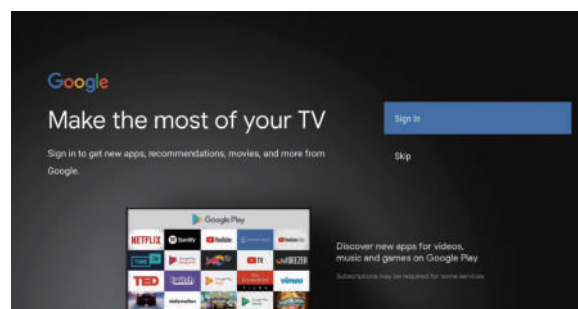 Google
Make the most of your TV
Sign in to get new apps, recommendations, movies, and more from
Google.
Sign in
Skip
Google Play
NETFLIX Spotify YouTube
TV DEEZER
TED twitch vimeo
dailymotion
Discover new apps for videos,
music and games on Google Play
Subscriptions may be required for some services